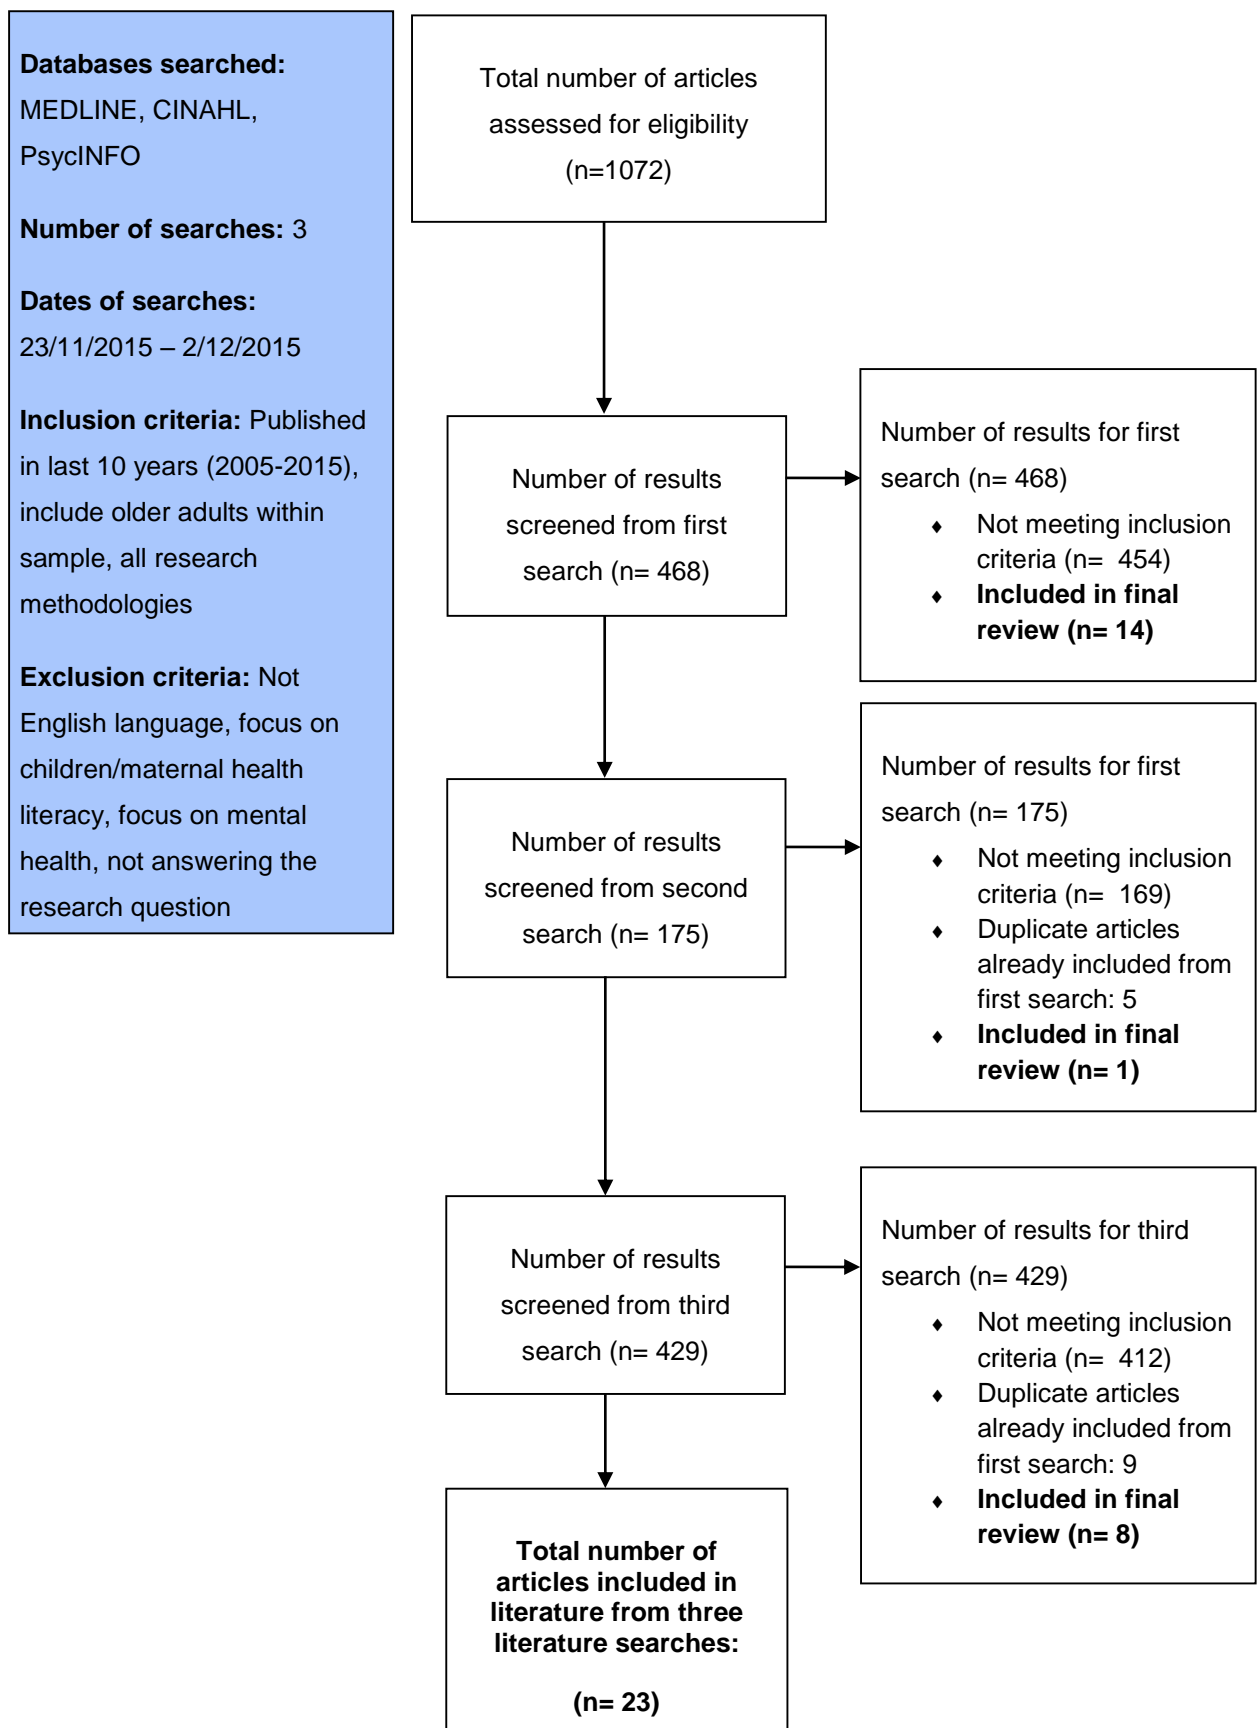 Databases searched:
MEDLINE, CINAHL,
PsycINFO
Number of searches: 3
Dates of searches:
23/11/2015 – 2/12/2015
Inclusion criteria: Published
in last 10 years (2005-2015),
include older adults within
sample, all research
methodologies
Exclusion criteria: Not
English language, focus on
children/maternal health
literacy, focus on mental
health, not answering the
research question
Total number of articles
assessed for eligibility
(n=1072)
Number of results
screened from first
search (n= 468)
Number of results for first
search (n= 468)
♦ Not meeting inclusion
criteria (n= 454)
♦ Included in final
review (n= 14)
Number of results
screened from second
search (n= 175)
Number of results for first
search (n= 175)
♦ Not meeting inclusion
criteria (n= 169)
♦ Duplicate articles
already included from
first search: 5
♦ Included in final
review (n= 1)
Number of results
screened from third
search (n= 429)
Number of results for third
search (n= 429)
♦ Not meeting inclusion
criteria (n= 412)
♦ Duplicate articles
already included from
first search: 9
♦ Included in final
review (n= 8)
Total number of
articles included in
literature from three
literature searches:
(n= 23)